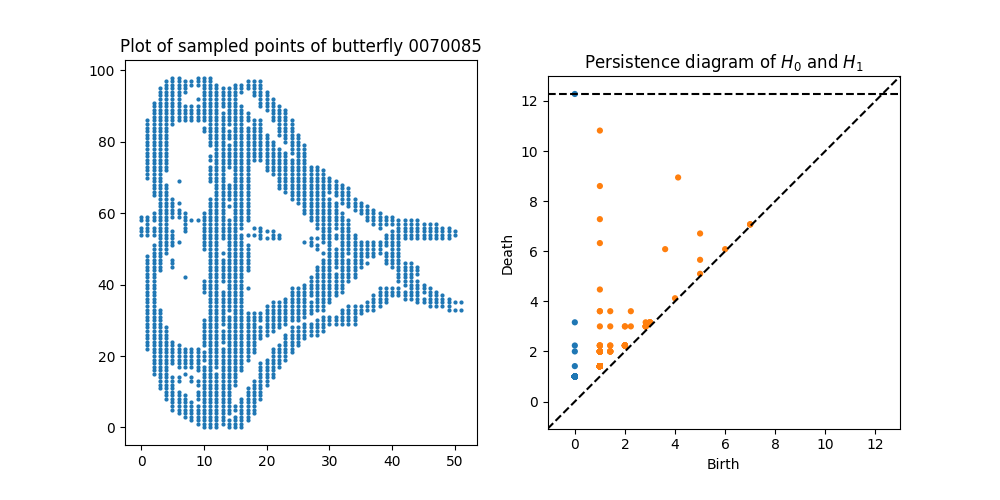 Plot of sampled points of butterfly 0070085
100
80
60
40
20
0
0 10 20 30 40 50
Persistence diagram of H₀ and H₁
12
10
8
6
4
2
0
Death
0 2 4 6 8 10 12
Birth